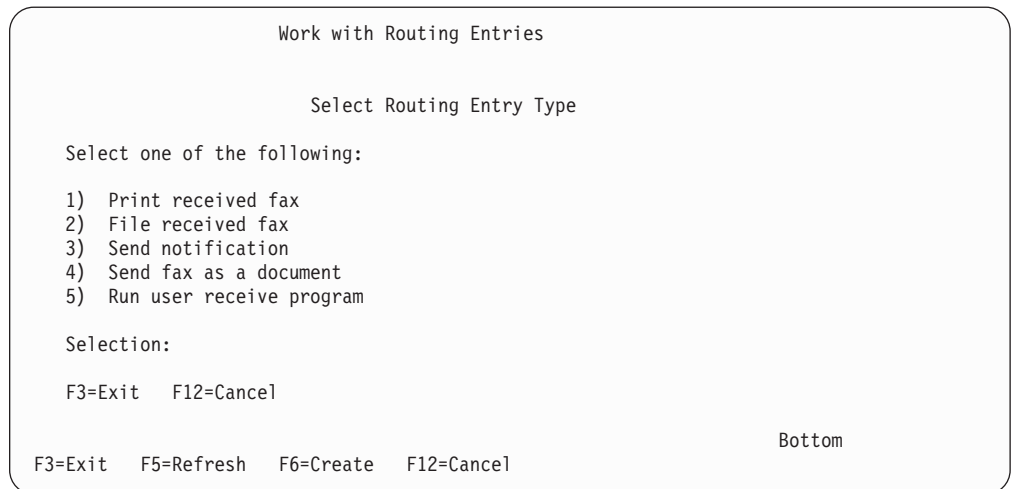 Work with Routing Entries
Select Routing Entry Type
Select one of the following:
1) Print received fax
2) File received fax
3) Send notification
4) Send fax as a document
5) Run user receive program
Selection:
F3=Exit F12=Cancel
Bottom
F3=Exit F5=Refresh F6=Create F12=Cancel